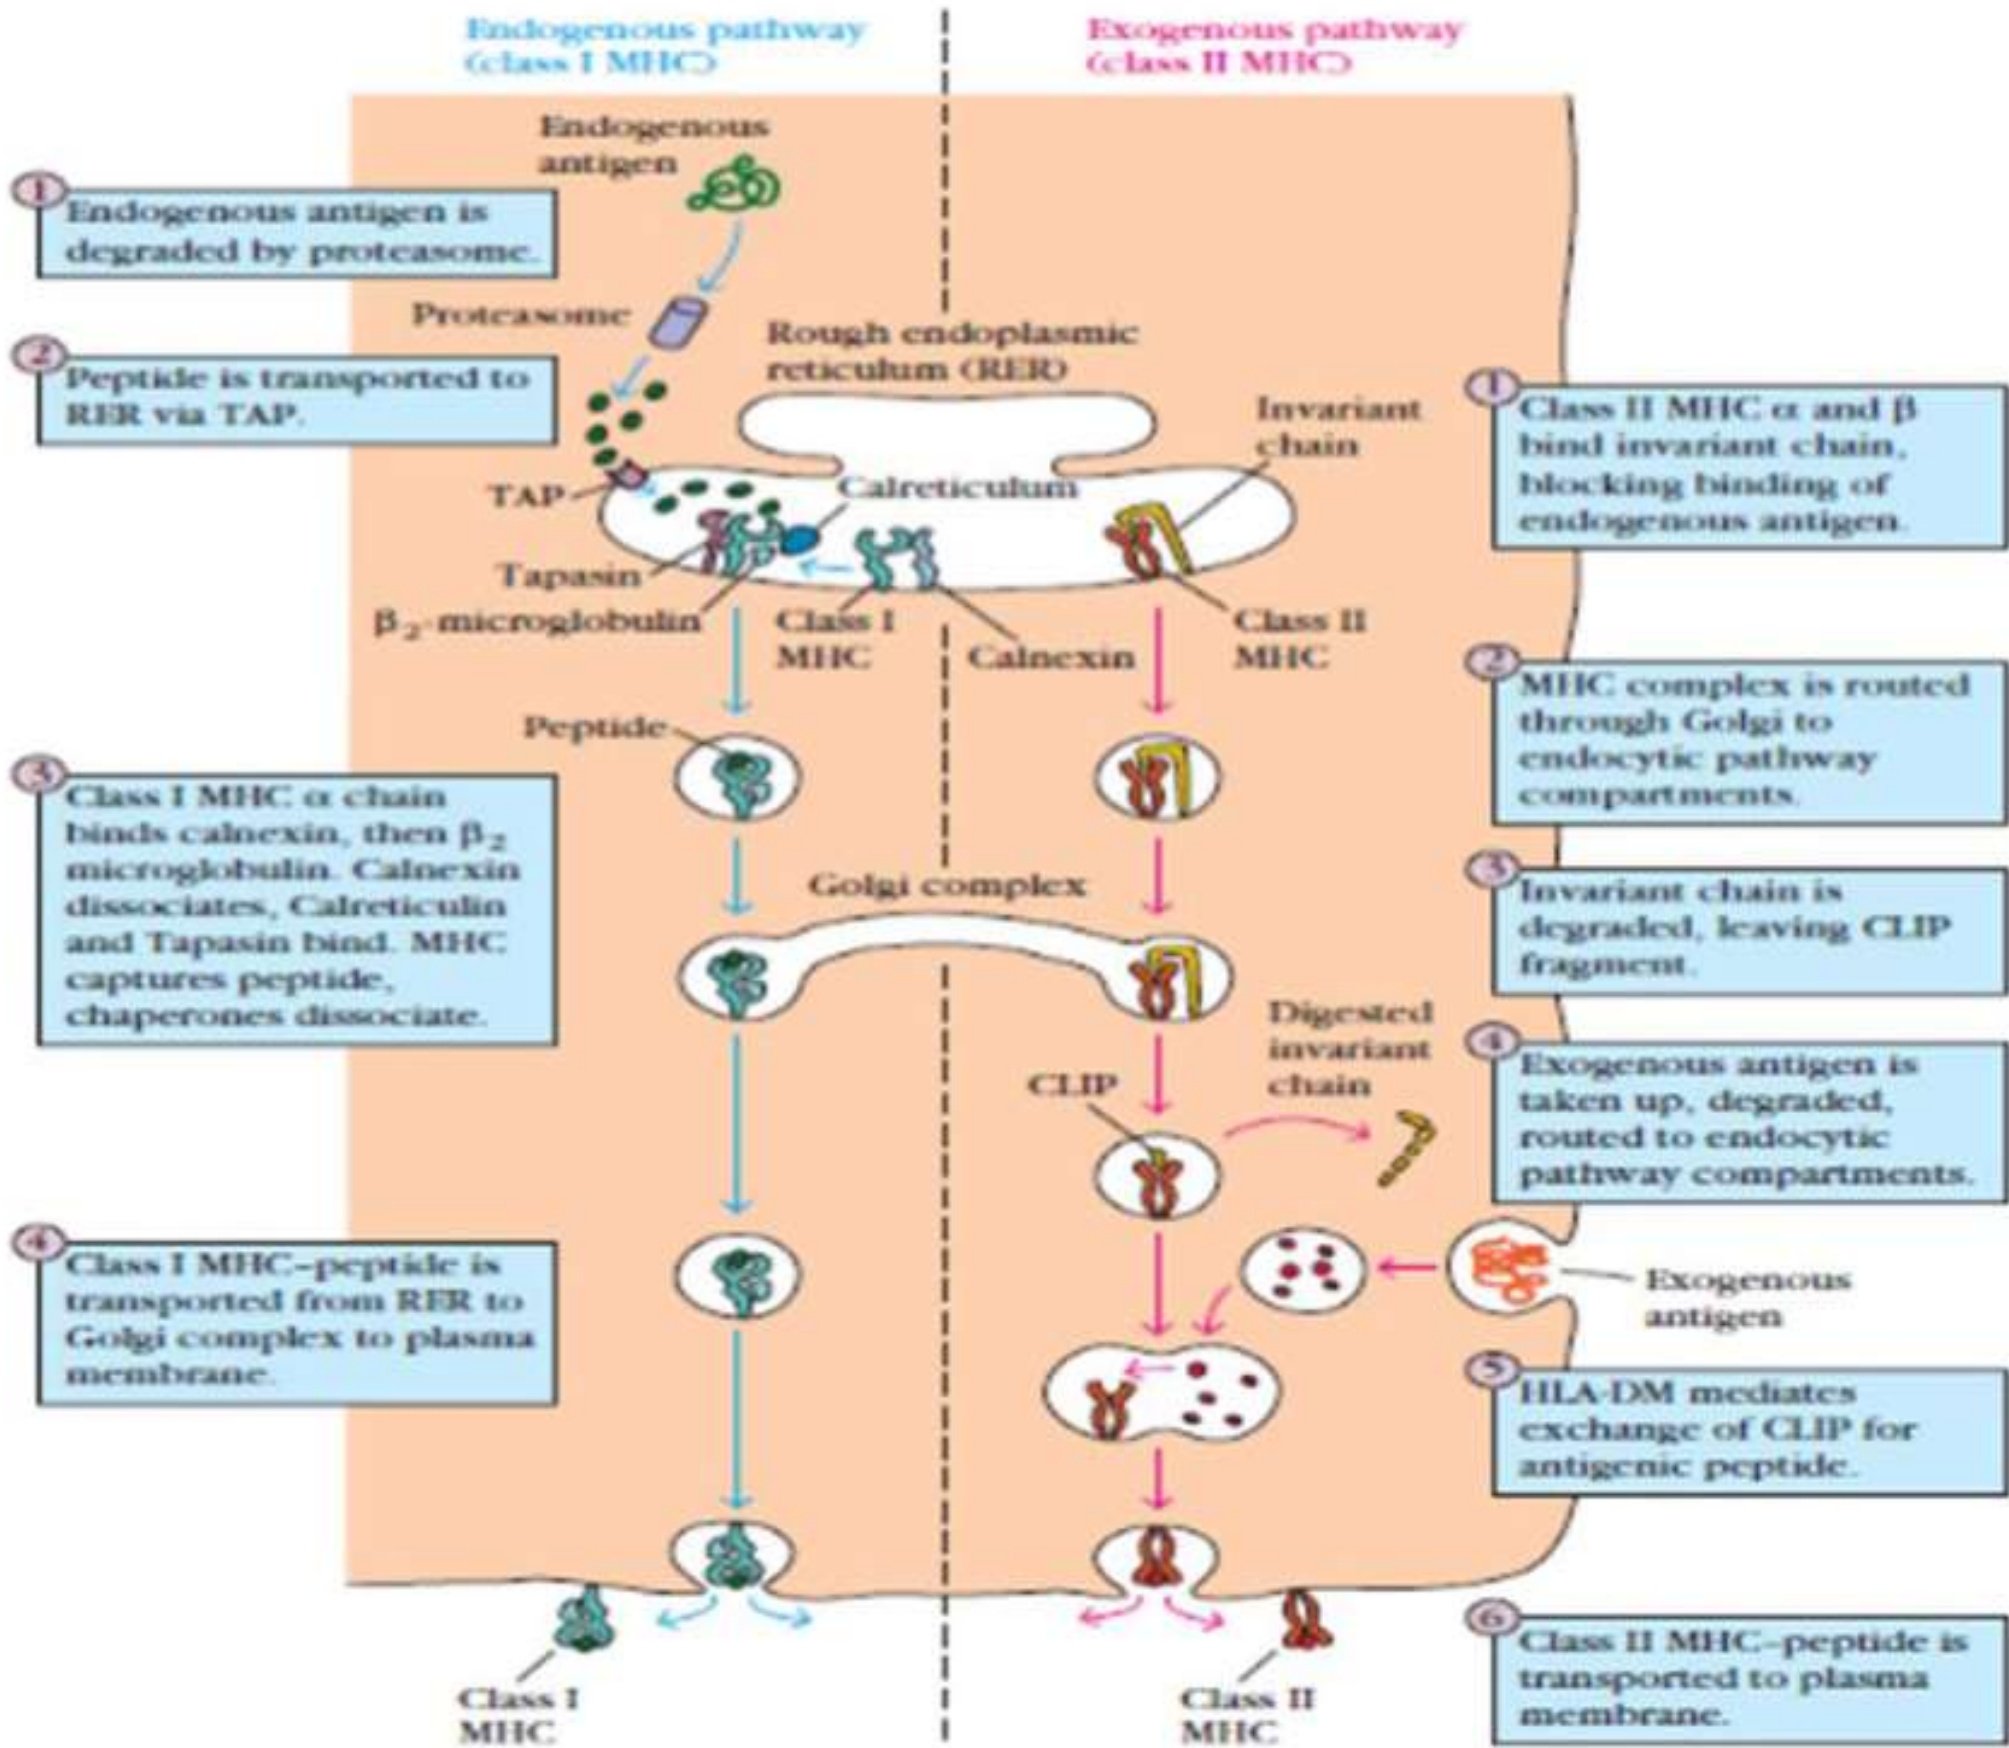 Endogenous pathway
(class I MHC)
Exogenous pathway
(class II MHC)
Endogenous
antigen
1
Endogenous antigen is
degraded by proteasome.
Proteasome
2
Peptide is transported to
RER via TAP.
Rough endoplasmic
reticulum (RER)
Invariant
chain
TAP
Calreticulum
Tapasin
β2-microglobulin
Class I
MHC
Calnexin
Class II
MHC
1
Class II MHC α and β
bind invariant chain,
blocking binding of
endogenous antigen.
Peptide
2
MHC complex is routed
through Golgi to
endocytic pathway
compartments.
3
Class I MHC α chain
binds calnexin, then β2
microglobulin. Calnexin
dissociates, Calreticulin
and Tapasin bind. MHC
captures peptide,
chaperones dissociate.
Golgi complex
3
Invariant chain is
degraded, leaving CLIP
fragment.
Digested
invariant
chain
CLIP
4
Exogenous antigen is
taken up, degraded,
routed to endocytic
pathway compartments.
4
Class I MHC–peptide is
transported from RER to
Golgi complex to plasma
membrane.
Exogenous
antigen
5
HLA-DM mediates
exchange of CLIP for
antigenic peptide.
Class I
MHC
Class II
MHC
6
Class II MHC–peptide is
transported to plasma
membrane.